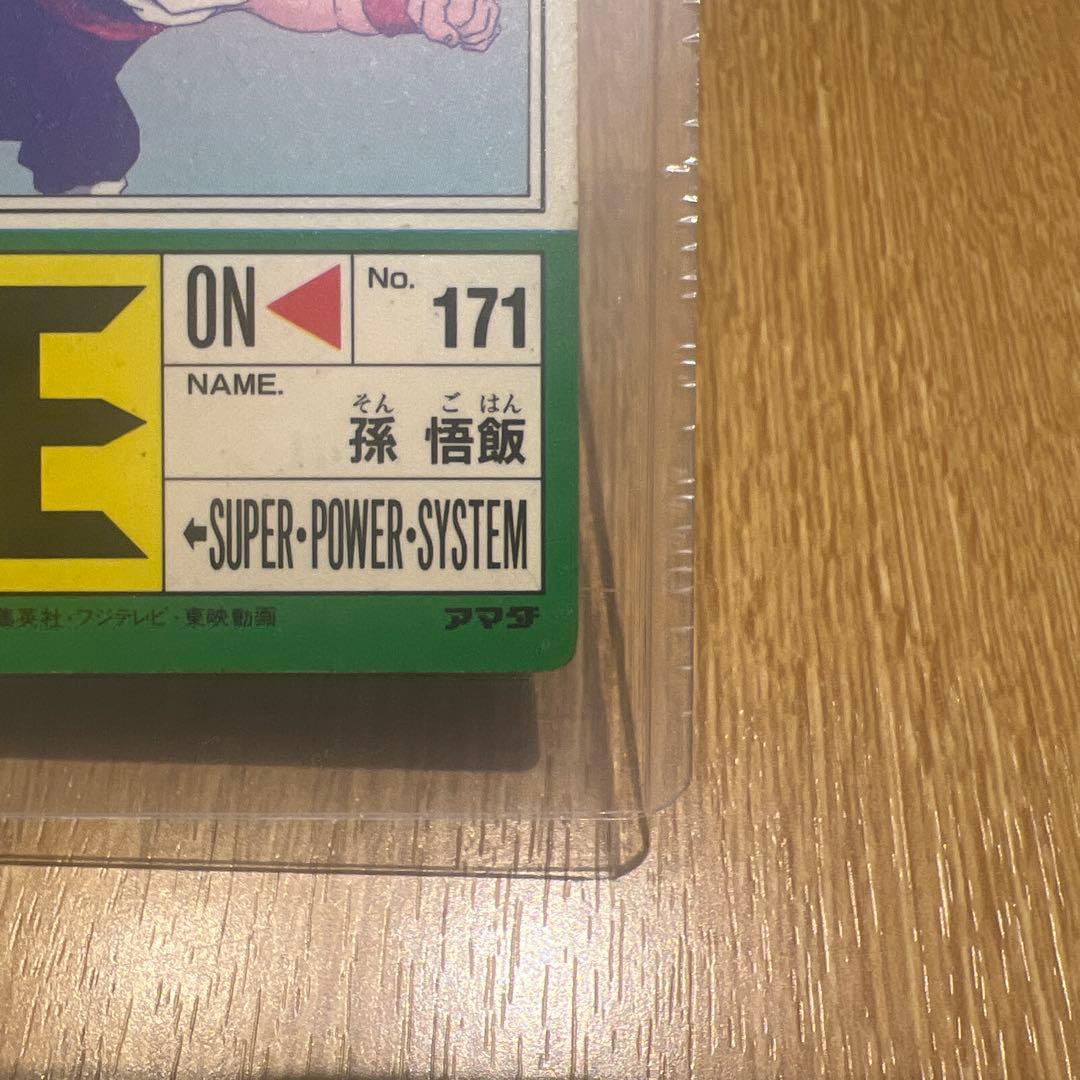 ON
No. 171
NAME.
そん ご はん
孫 悟飯
SUPER・POWER・SYSTEM
集英社・フジテレビ・東映動画
アマダ